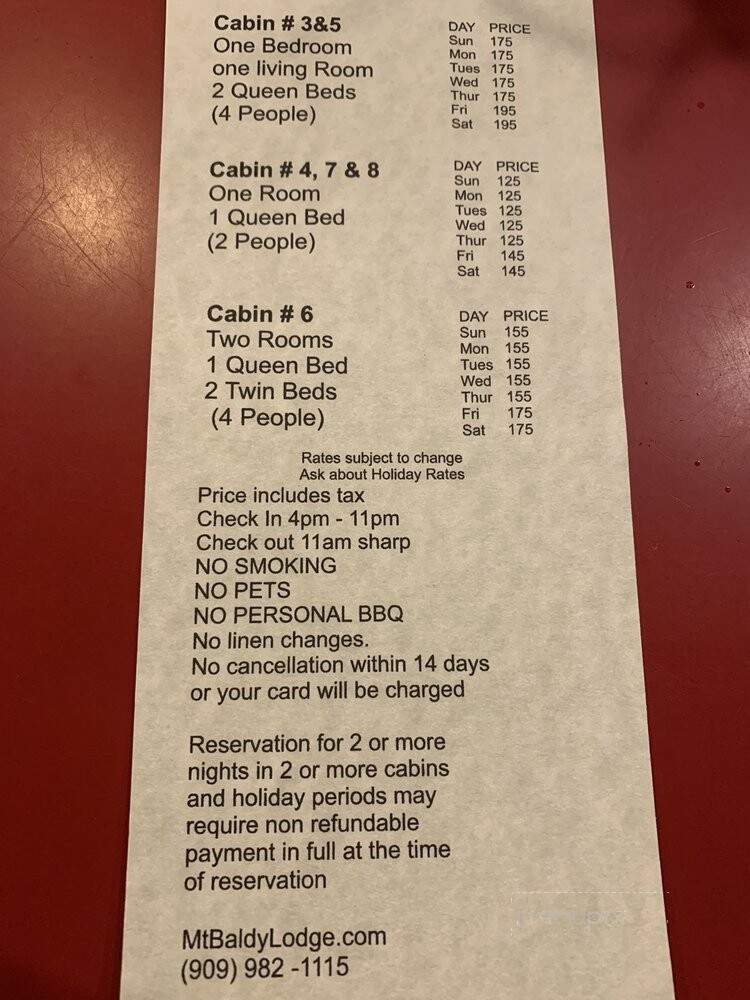 Cabin # 3&5
One Bedroom
one living Room
2 Queen Beds
(4 People)
DAY PRICE
Sun 175
Mon 175
Tues 175
Wed 175
Thur 175
Fri 195
Sat 195
Cabin # 4, 7 & 8
One Room
1 Queen Bed
(2 People)
DAY PRICE
Sun 125
Mon 125
Tues 125
Wed 125
Thur 125
Fri 145
Sat 145
Cabin # 6
Two Rooms
1 Queen Bed
2 Twin Beds
(4 People)
DAY PRICE
Sun 155
Mon 155
Tues 155
Wed 155
Thur 155
Fri 175
Sat 175
Rates subject to change
Ask about Holiday Rates
Price includes tax
Check In 4pm - 11pm
Check out 11am sharp
NO SMOKING
NO PETS
NO PERSONAL BBQ
No linen changes.
No cancellation within 14 days
or your card will be charged
Reservation for 2 or more
nights in 2 or more cabins
and holiday periods may
require non refundable
payment in full at the time
of reservation
MtBaldyLodge.com
(909) 982 -1115